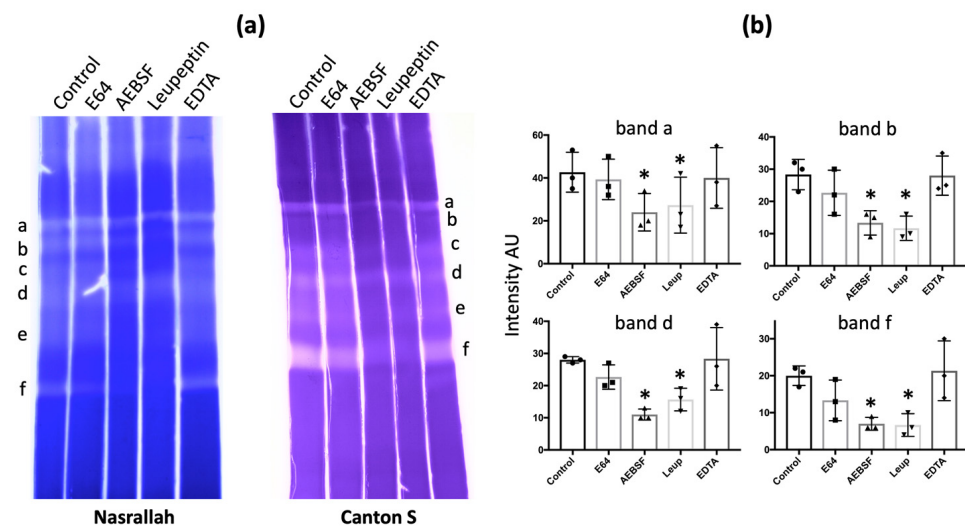 (a)
Control
E64
AEBSF
Leupeptin
EDTA
a
b
c
d
e
f
Nasrallah
Control
E64
AEBSF
Leupeptin
EDTA
a
b
c
d
e
f
Canton S
(b)
Intensity AU
band a
60
40
20
0
* *
Control E64 AEBSF Leup EDTA
band b
40
30
20
10
0
* *
Control E64 AEBSF Leup EDTA
band d
40
30
20
10
0
* *
Control E64 AEBSF Leup EDTA
band f
30
20
10
0
* *
Control E64 AEBSF Leup EDTA